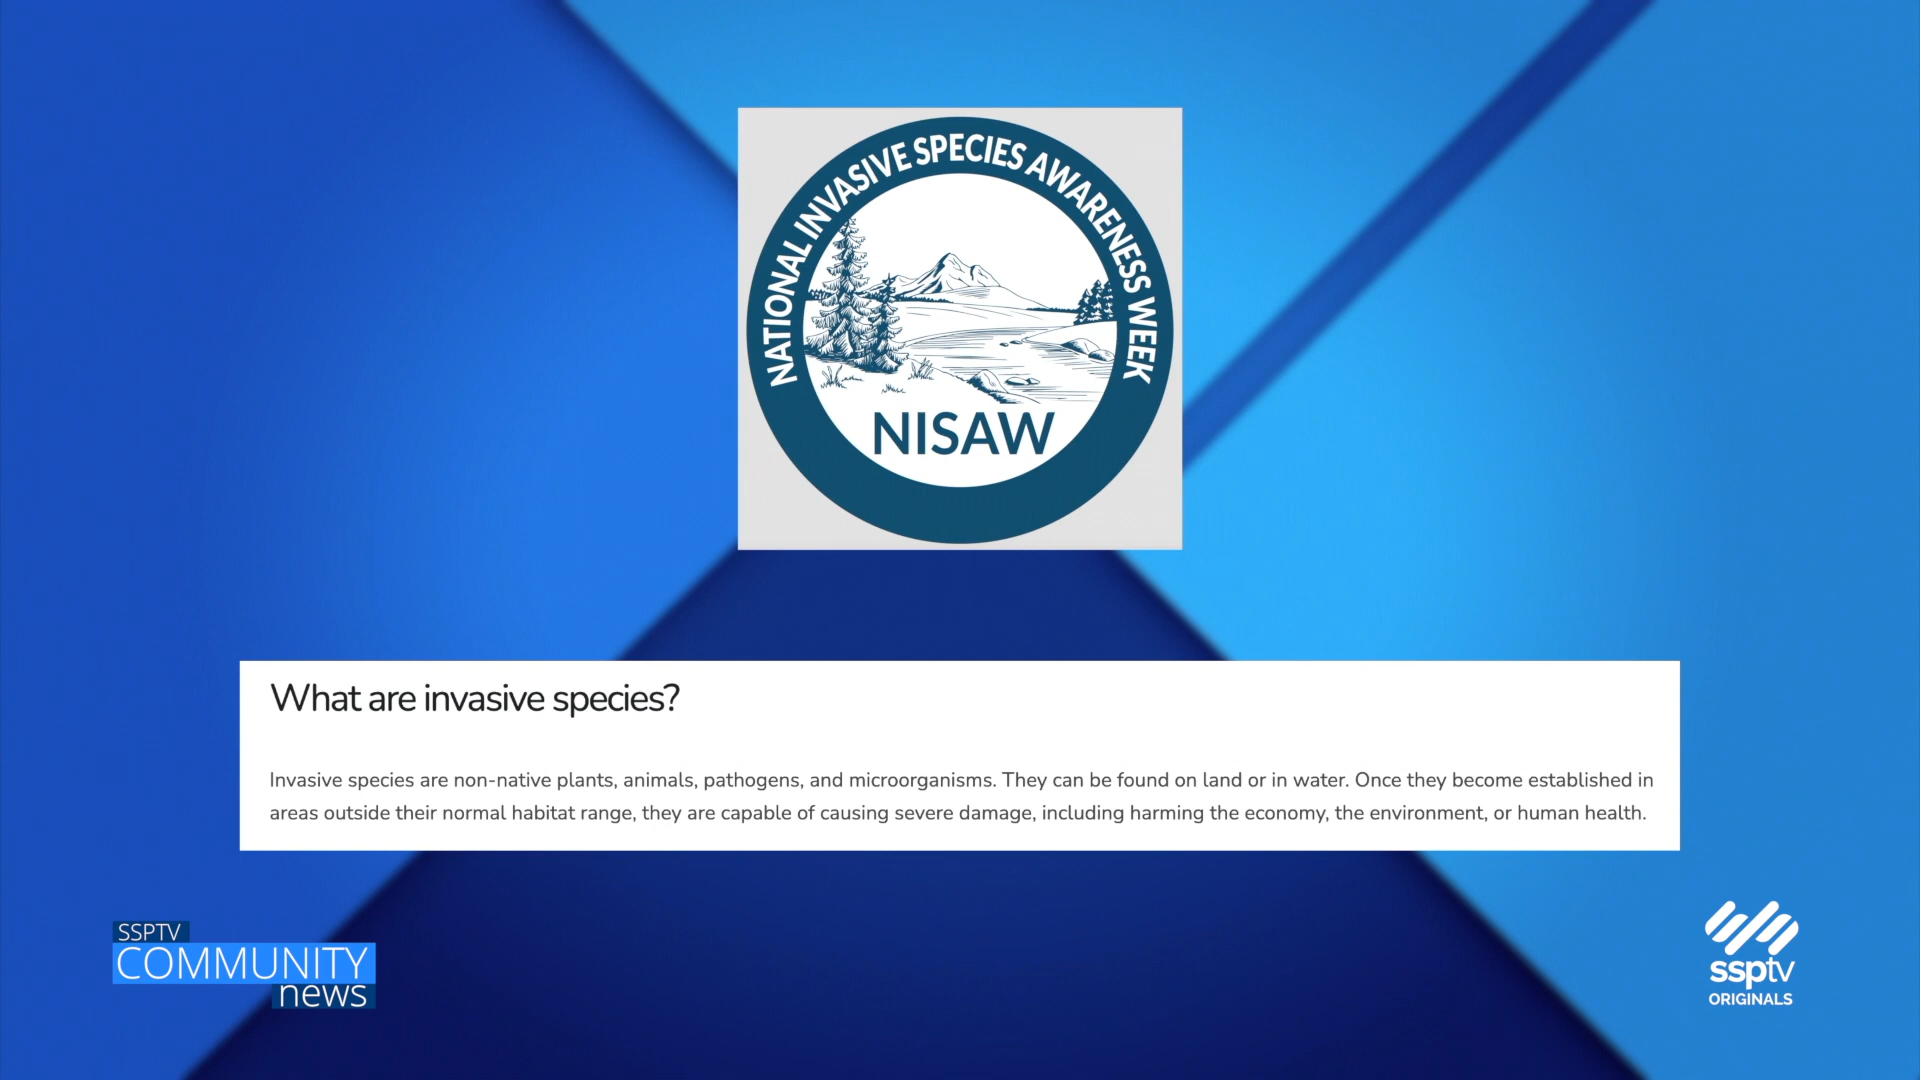 NATIONAL INVASIVE SPECIES AWARENESS WEEK
NISAW
What are invasive species?
Invasive species are non-native plants, animals, pathogens, and microorganisms. They can be found on land or in water. Once they become established in
areas outside their normal habitat range, they are capable of causing severe damage, including harming the economy, the environment, or human health.
SSPTV
COMMUNITY
news
ssptv
ORIGINALS